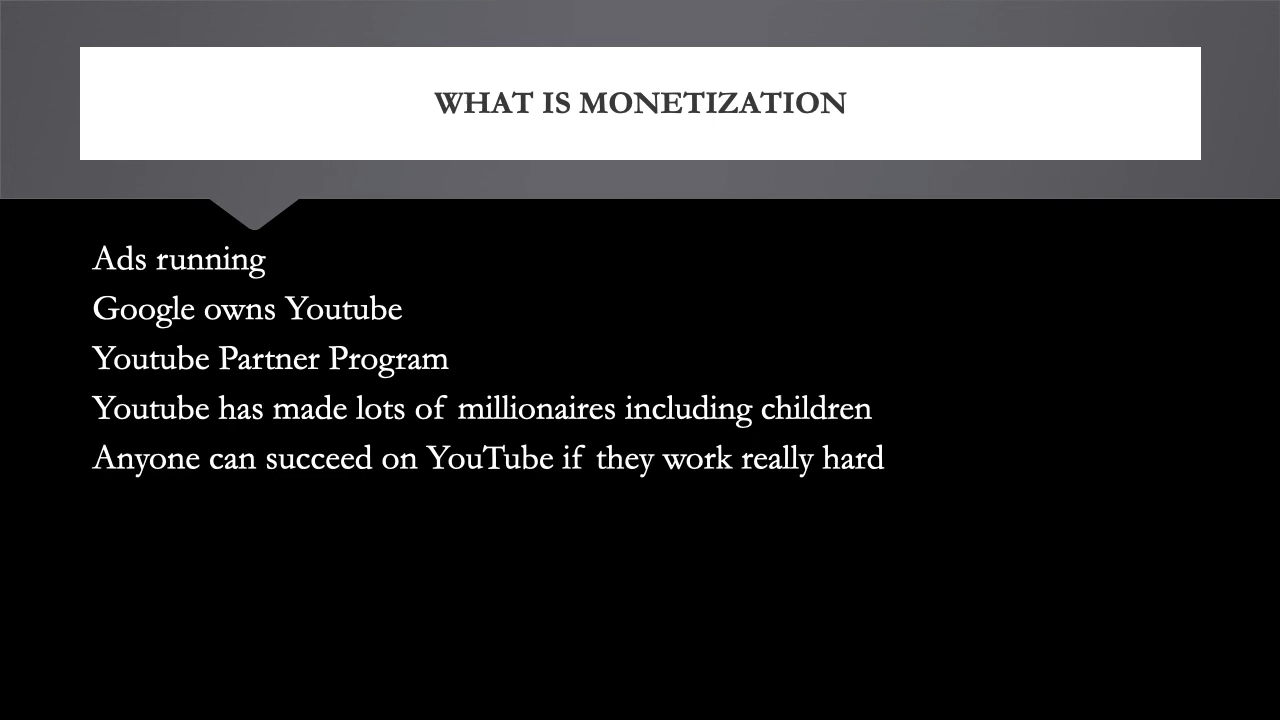 WHAT IS MONETIZATION
Ads running
Google owns Youtube
Youtube Partner Program
Youtube has made lots of millionaires including children
Anyone can succeed on YouTube if they work really hard